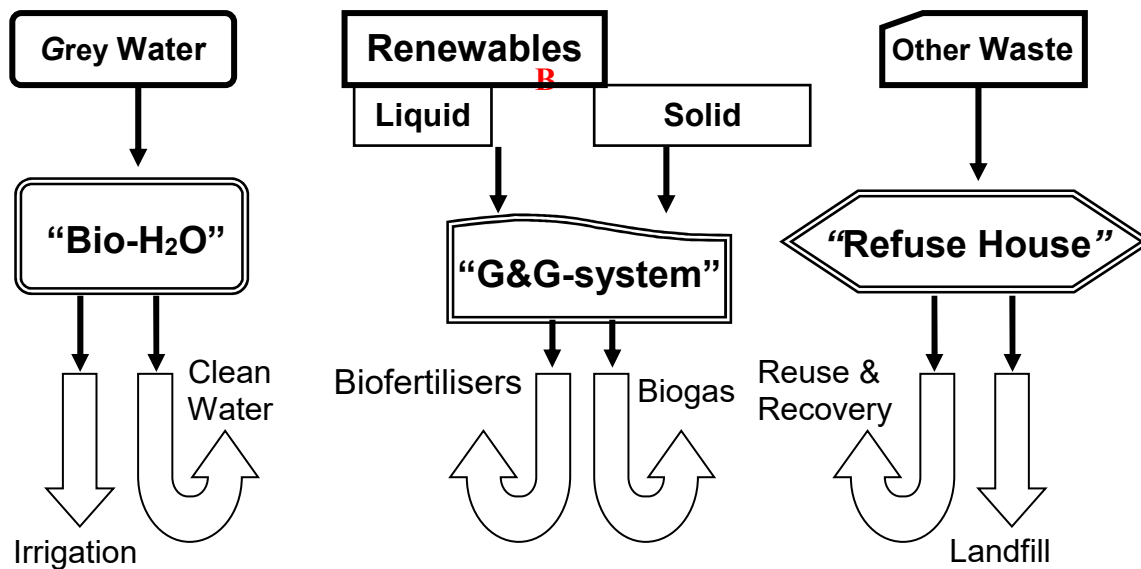 Grey Water
Renewables
B
Liquid
Solid
Other Waste
“Bio-H₂O”
“G&G-system”
“Refuse House”
Clean
Water
Irrigation
Biofertilisers
Biogas
Reuse &
Recovery
Landfill